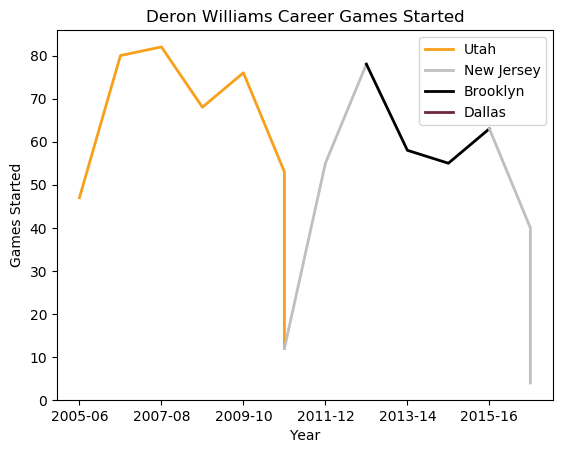 Deron Williams Career Games Started
Utah
New Jersey
Brooklyn
Dallas
Games Started
80
70
60
50
40
30
20
10
0
2005-06 2007-08 2009-10 2011-12 2013-14 2015-16
Year